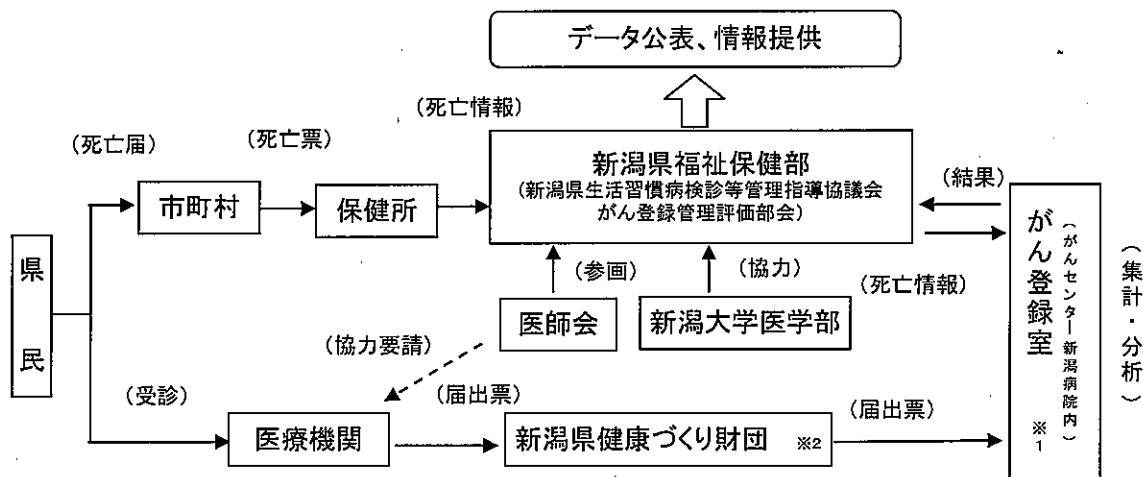 データ公表、情報提供
（死亡情報）
（死亡届）
（死亡票）
新潟県福祉保健部
（新潟県生活習慣病検診等管理指導協議会
がん登録管理評価部会）
（結果）
市町村
保健所
県民
（参画）
（協力）
（死亡情報）
医師会
新潟大学医学部
（協力要請）
（受診）
（届出票）
（届出票）
医療機関
新潟県健康づくり財団 ※2
がん登録室 ※1
（がんセンター新潟病院内）
（集計・分析）